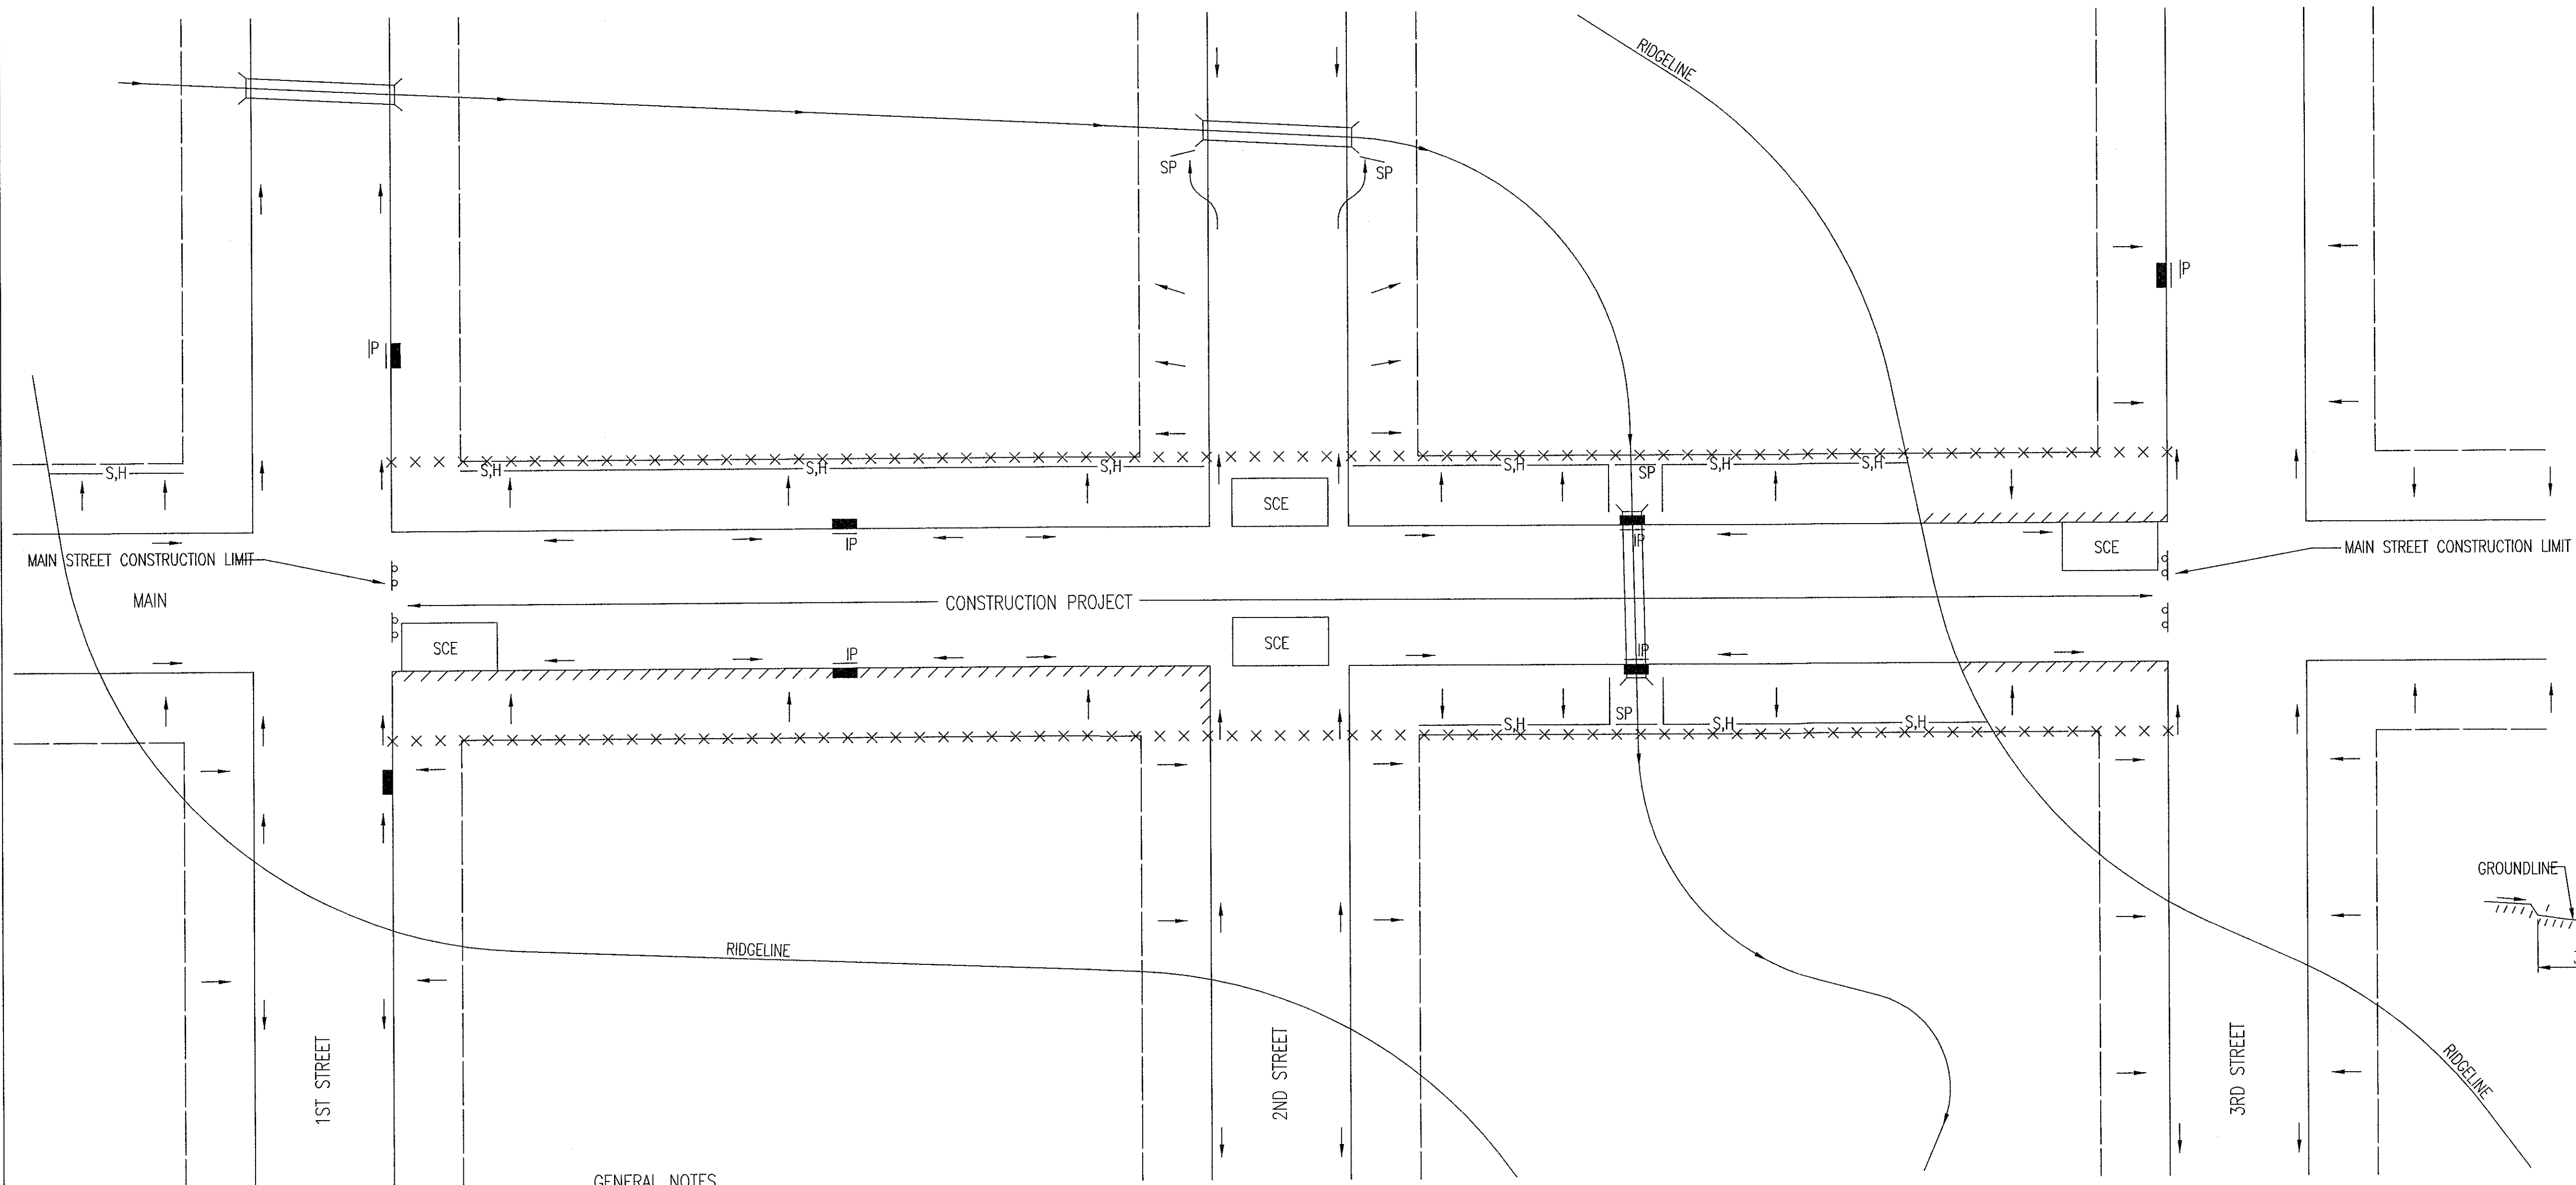 RIDGELINE
SP
SP
|P
|P
S,H
S,H
S,H
S,H
S,H
SP
S,H
S,H
SCE
IP
IP
SCE
MAIN STREET CONSTRUCTION LIMIT
MAIN STREET CONSTRUCTION LIMIT
MAIN
CONSTRUCTION PROJECT
SCE
SCE
IP
IP
SP
S,H
S,H
S,H
GROUNDLINE
RIDGELINE
1ST STREET
2ND STREET
3RD STREET
RIDGELINE
GENERAL NOTES